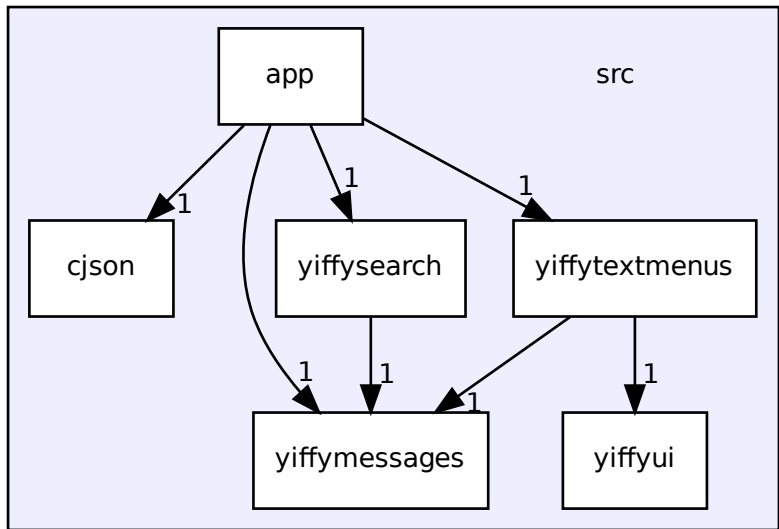 app
src
1
1
1
cjson
yiffysearch
yiffytextmenus
1
1
1
1
yiffymessages
yiffyui